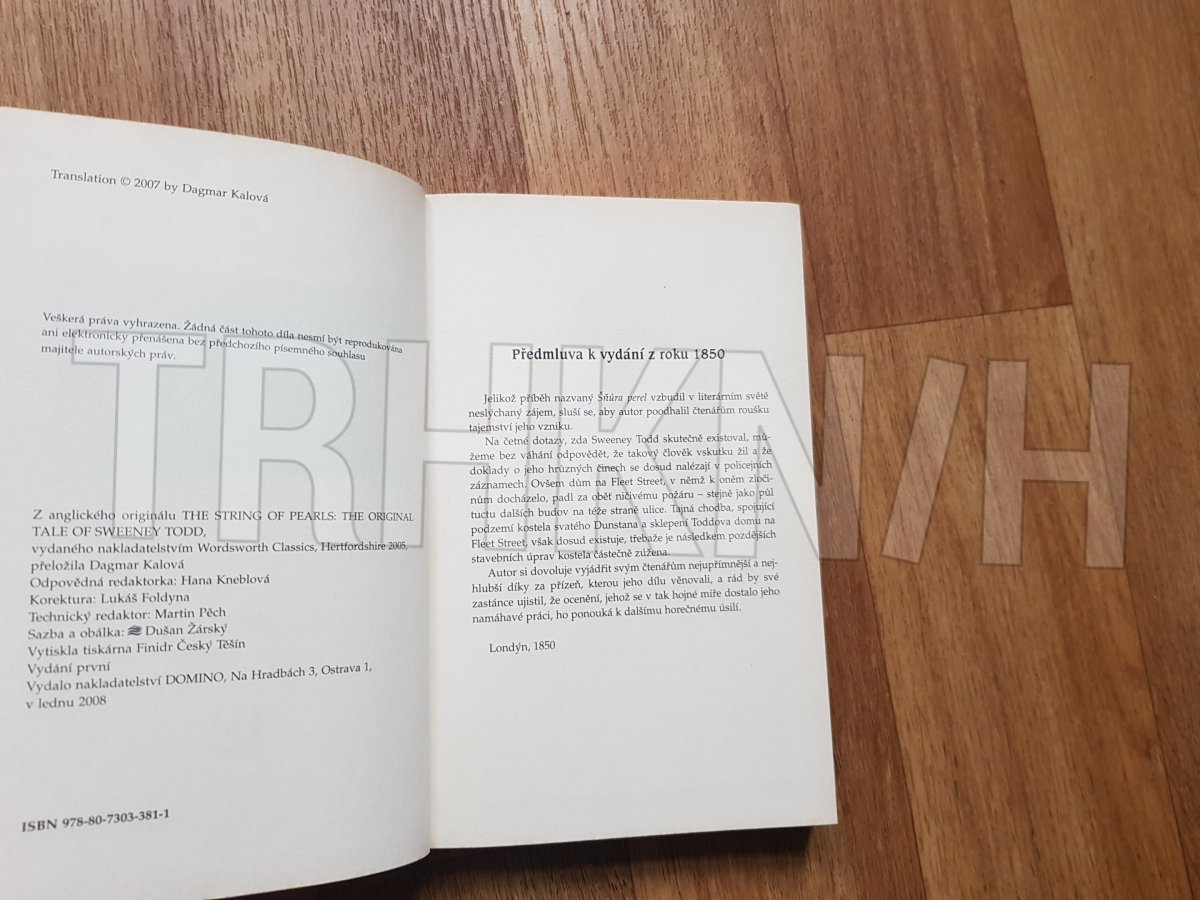 Translation © 2007 by Dagmar Kalová
Veškerá práva vyhrazena. Žádná část tohoto díla nesmí být reprodukována
ani elektronicky přenášena bez předchozího písemného souhlasu
majitele autorských práv.
Z anglického originálu THE STRING OF PEARLS: THE ORIGINAL
TALE OF SWEENEY TODD,
vydaného nakladatelstvím Wordsworth Classics, Hertfordshire 2005,
přeložila Dagmar Kalová
Odpovědná redaktorka: Hana Kneblová
Korektura: Lukáš Foldyna
Technický redaktor: Martin Pěch
Sazba a obálka: Dušan Žárský
Vytiskla tiskárna Finidr Český Těšín
Vydání první
Vydalo nakladatelství DOMINO, Na Hradbách 3, Ostrava 1,
v lednu 2008
ISBN 978-80-7303-381-1
Předmluva k vydání z roku 1850
Jelikož příběh nazvaný Šňůra perel vzbudil v literárním světě
neslýchaný zájem, sluší se, aby autor poodhalil čtenářům roušku
tajemství jeho vzniku.
Na četné dotazy, zda Sweeney Todd skutečně existoval, mů-
žeme bez váhání odpovědět, že takový člověk vskutku žil a že
doklady o jeho hrůzných činech se dosud nalézají v policejních
záznamech. Ovšem dům na Fleet Street, v němž k oněm zloči-
nům docházelo, padl za oběť ničivému požáru – stejně jako půl
tuctu dalších budov na téže straně ulice. Tajná chodba, spojující
podzemí kostela svatého Dunstana a sklepení Toddova domu na
Fleet Street, však dosud existuje, třebaže je následkem pozdějších
stavebních úprav kostela částečně zúžena.
Autor si dovoluje vyjádřit svým čtenářům nejupřímnější a nej-
hlubší díky za přízeň, kterou jeho dílu věnovali, a rád by své
zastánce ujistil, že ocenění, jehož se v tak hojné míře dostalo jeho
namáhavé práci, ho ponouká k dalšímu horečnému úsilí.
Londýn, 1850
TRHKN/H